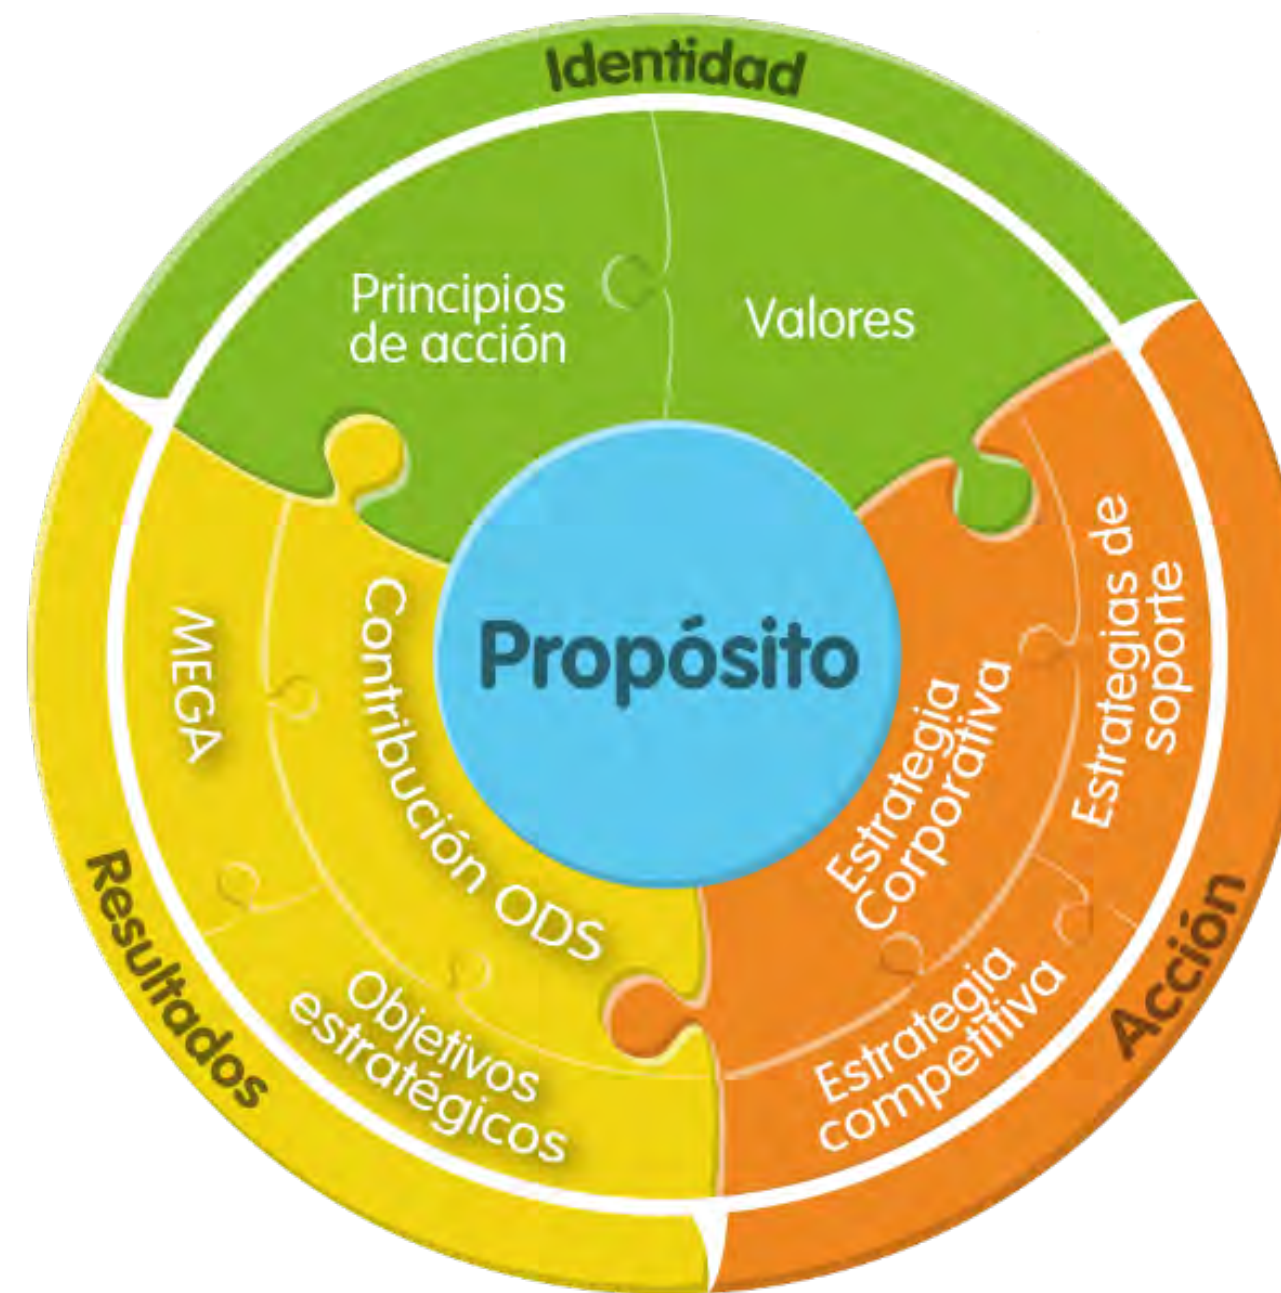 Identidad
Principios
de acción
Valores
Propósito
Estrategias de
soporte
Estrategia
Corporativa
Estrategia
competitiva
Acción
MEGA
Contribución ODS
Objetivos
estratégicos
Resultados